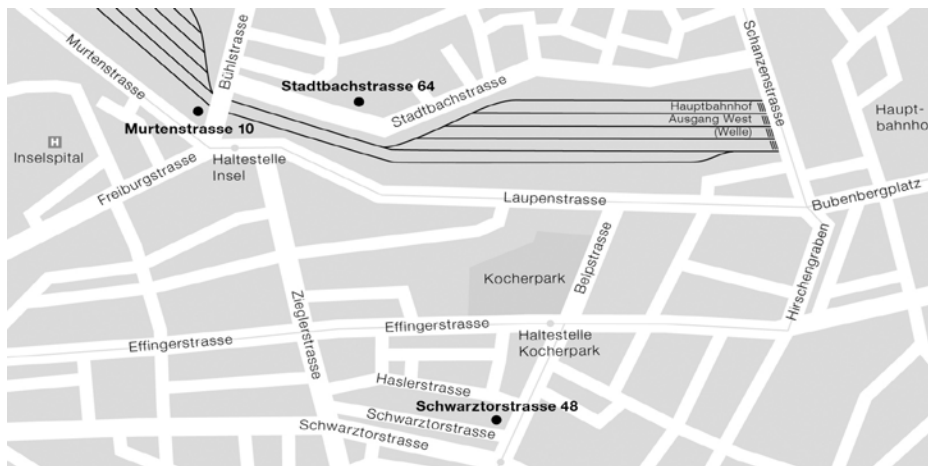 Murtenstrasse
Bühlstrasse
Schanzenstrasse
Stadtbachstrasse 64
Stadtbachstrasse
Hauptbahnhof
Ausgang West
(Welle)
Haupt-
bahnho
Murtenstrasse 10
H
Inselspital
Haltestelle
Insel
Freiburgstrasse
Laupenstrasse
Bubenbergplatz
Belpstrasse
Hirschengraben
Kocherpark
Zieglerstrasse
Effingerstrasse
Effingerstrasse
Haltestelle
Kocherpark
Haslerstrasse
Schwarztorstrasse 48
Schwarztorstrasse
Schwarztorstrasse